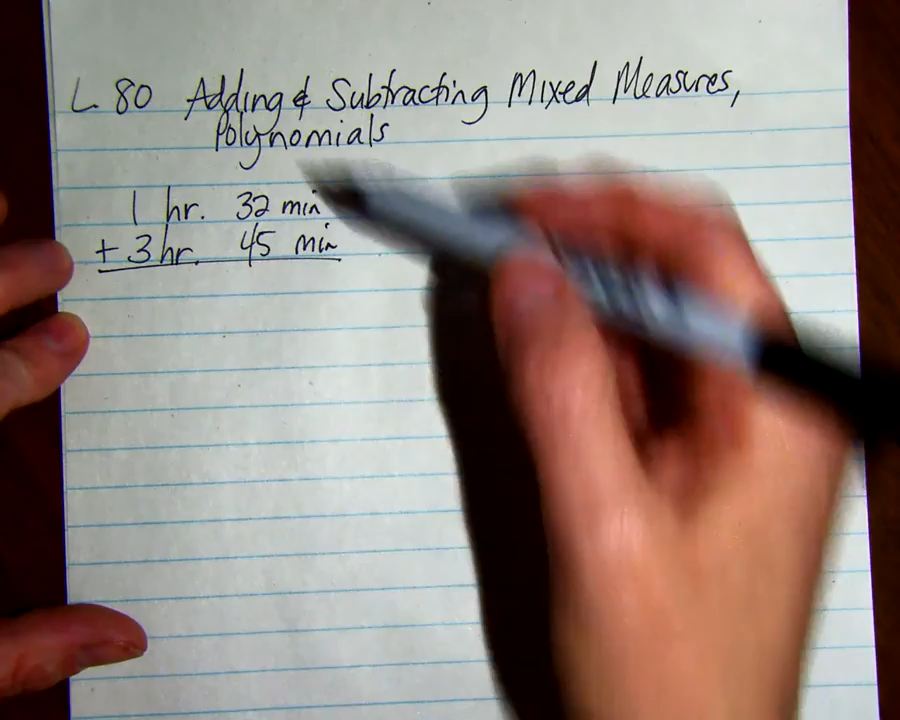 L 80 Adding & Subtracting Mixed Measures,
Polynomials
1 hr. 32 min
+ 3 hr. 45 min